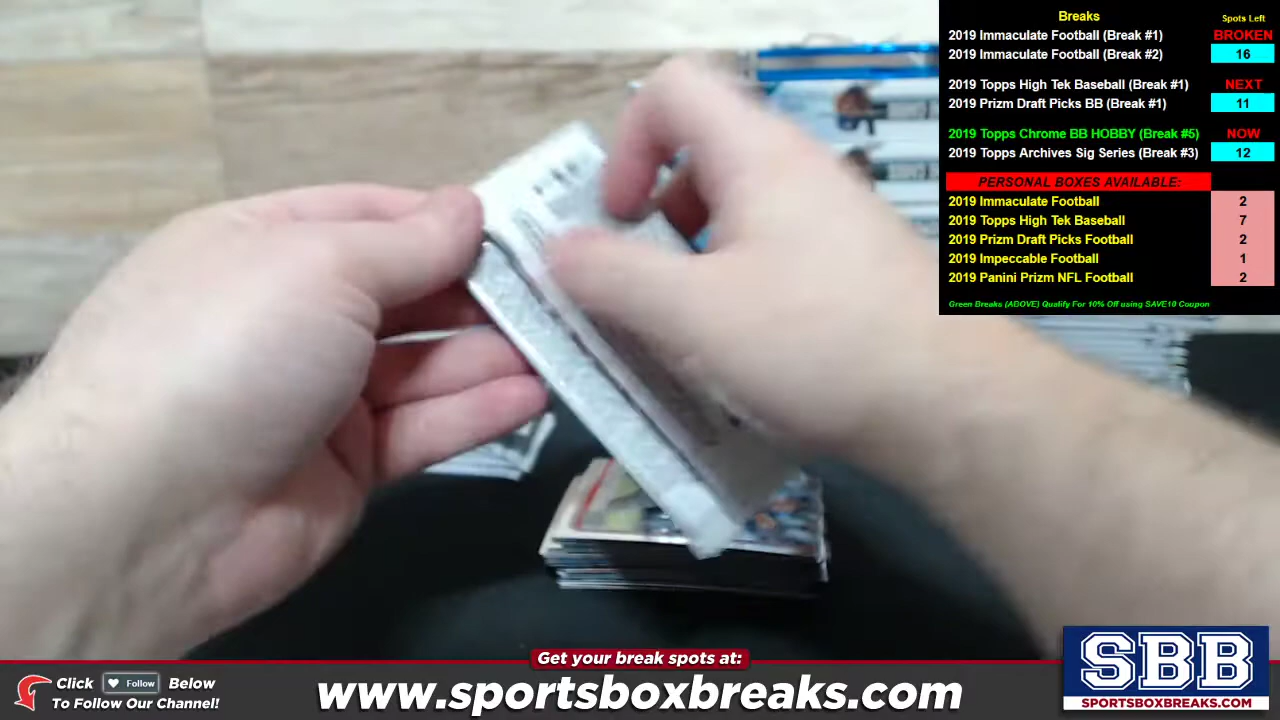 Breaks Spots Left
2019 Immaculate Football (Break #1) BROKEN
2019 Immaculate Football (Break #2) 16
2019 Topps High Tek Baseball (Break #1) NEXT
2019 Prizm Draft Picks BB (Break #1) 11
2019 Topps Chrome BB HOBBY (Break #5) NOW
2019 Topps Archives Sig Series (Break #3) 12
PERSONAL BOXES AVAILABLE:
2019 Immaculate Football 2
2019 Topps High Tek Baseball 7
2019 Prizm Draft Picks Football 2
2019 Impeccable Football 1
2019 Panini Prizm NFL Football 2
Green Breaks (ABOVE) Qualify For 10% Off using SAVE10 Coupon
Get your break spots at:
Click Follow Below
To Follow Our Channel!
www.sportsboxbreaks.com
SBB
SPORTSBOXBREAKS.COM